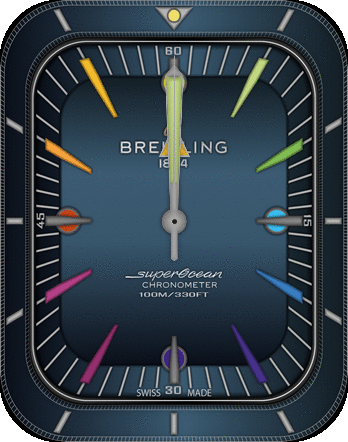 60
BREITLING
1884
45
15
superOcean
CHRONOMETER
100M/330FT
SWISS 30 MADE